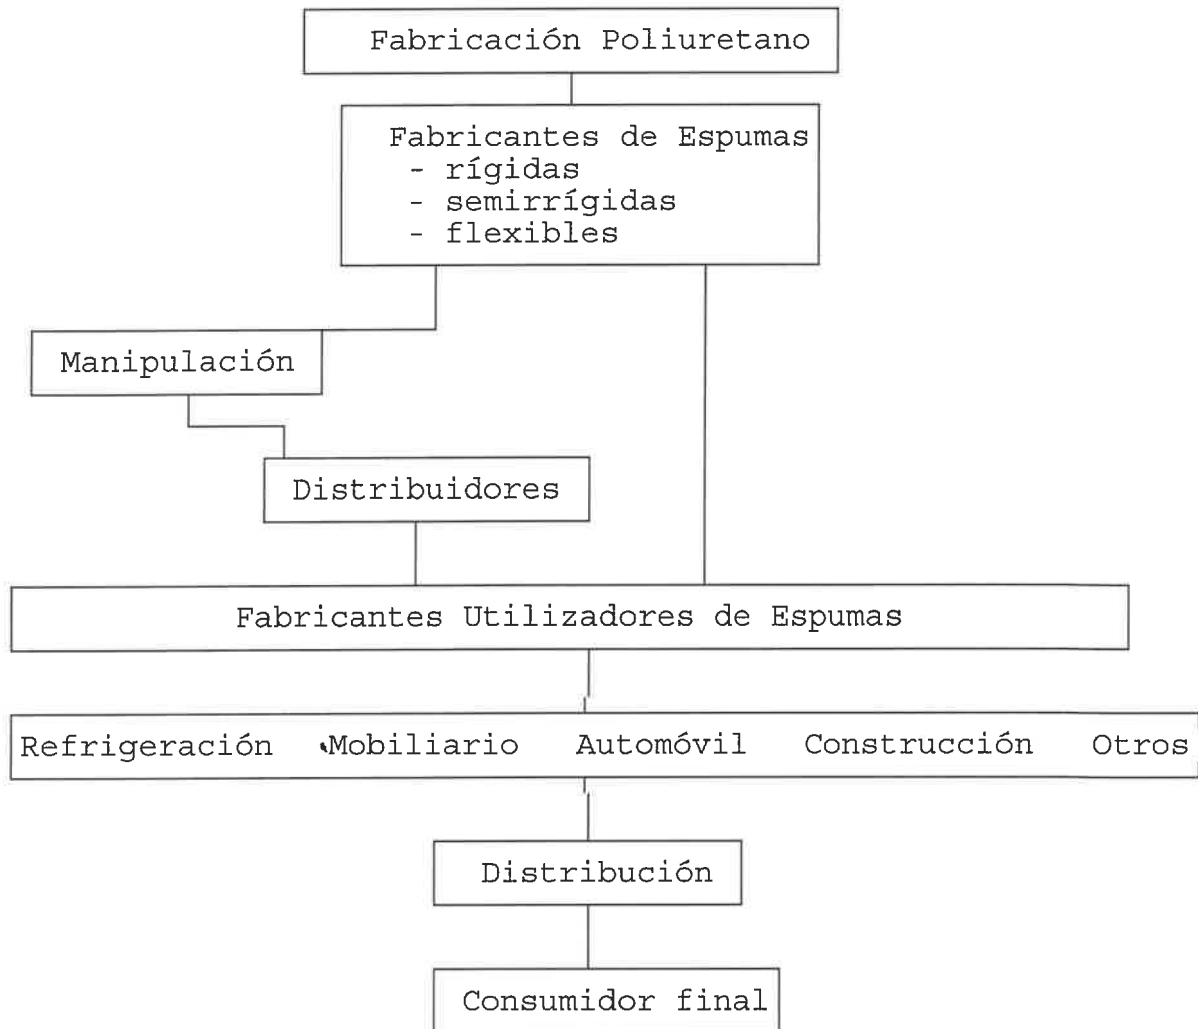 Fabricación Poliuretano
Fabricantes de Espumas
- rígidas
- semirrígidas
- flexibles
Manipulación
Distribuidores
Fabricantes Utilizadores de Espumas
Refrigeración Mobiliario Automóvil Construcción Otros
Distribución
Consumidor final